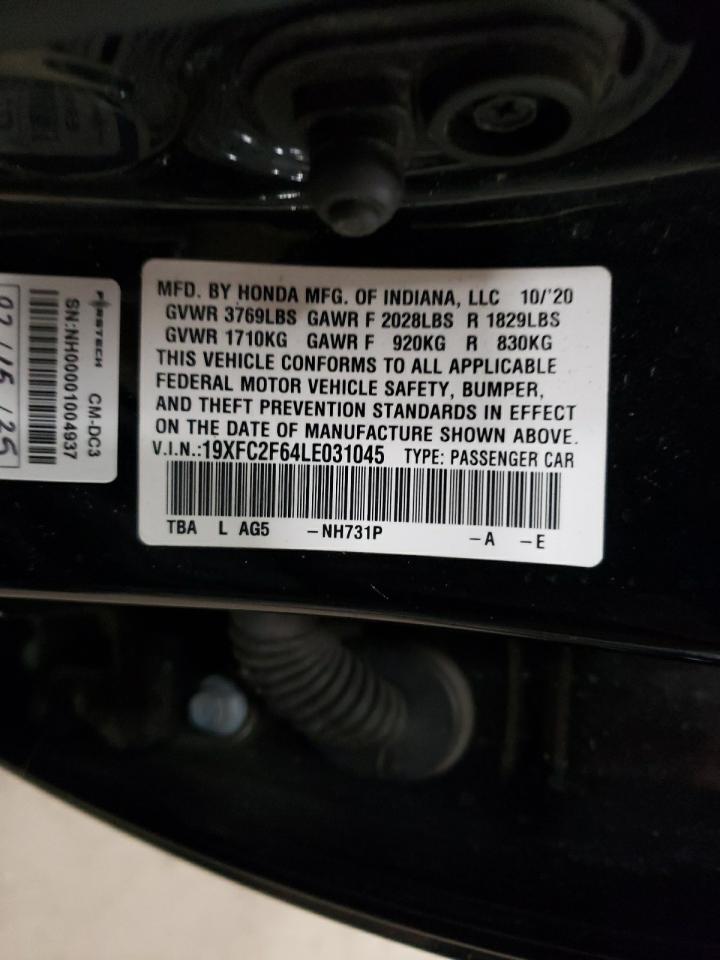 MFD. BY HONDA MFG. OF INDIANA, LLC 10/'20
GVWR 3769LBS GAWR F 2028LBS R 1829LBS
GVWR 1710KG GAWR F 920KG R 830KG
THIS VEHICLE CONFORMS TO ALL APPLICABLE
FEDERAL MOTOR VEHICLE SAFETY, BUMPER,
AND THEFT PREVENTION STANDARDS IN EFFECT
ON THE DATE OF MANUFACTURE SHOWN ABOVE.
V.I.N.:19XFC2F64LE031045 TYPE: PASSENGER CAR
TBA L AG5 –NH731P –A –E
FIRSTECH CM-DC3
SN:NH00001004937